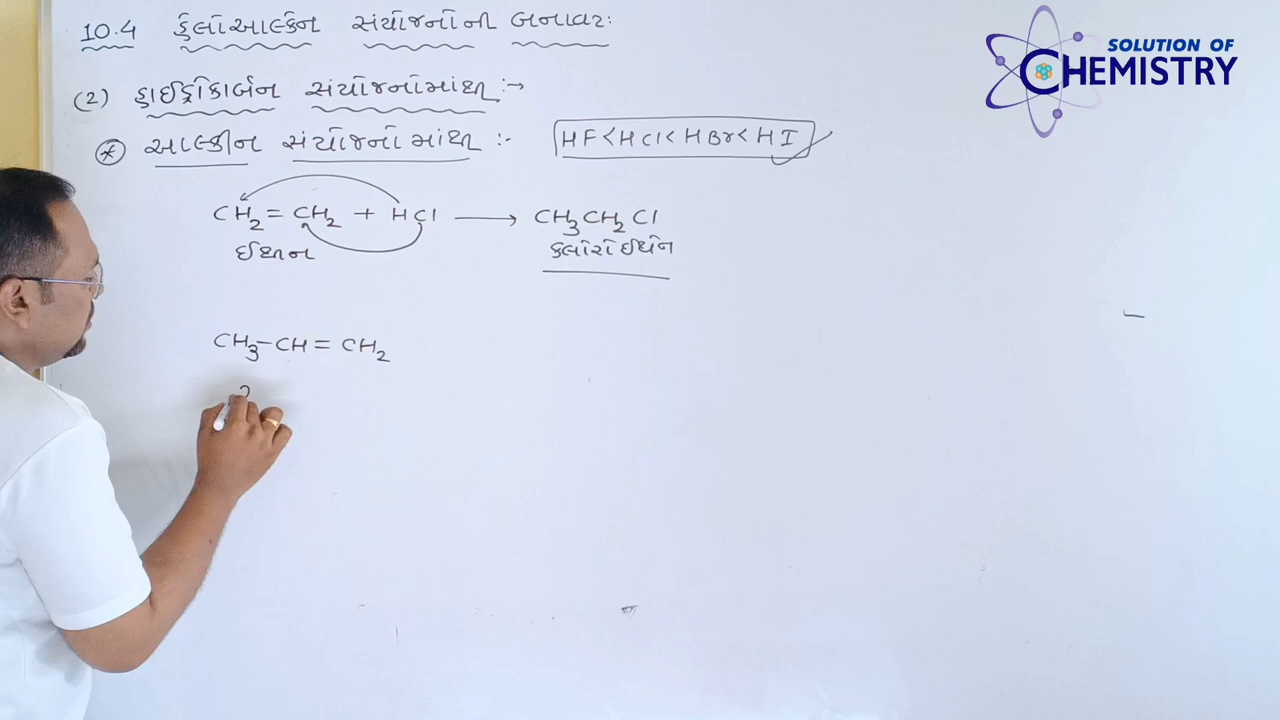 10.4 હેલોઆલ્કેન સંયોજનોની બનાવટ:
SOLUTION OF
CHEMISTRY
(2) હાઈડ્રોકાર્બન સંયોજનોમાંથી :→
* આલ્કીન સંયોજનોમાંથી :- HF < HCl < HBr < HI
CH₂ = CH₂ + HCl ⟶ CH₃CH₂Cl
ઈથીન ક્લોરોઈથેન
CH₃-CH = CH₂